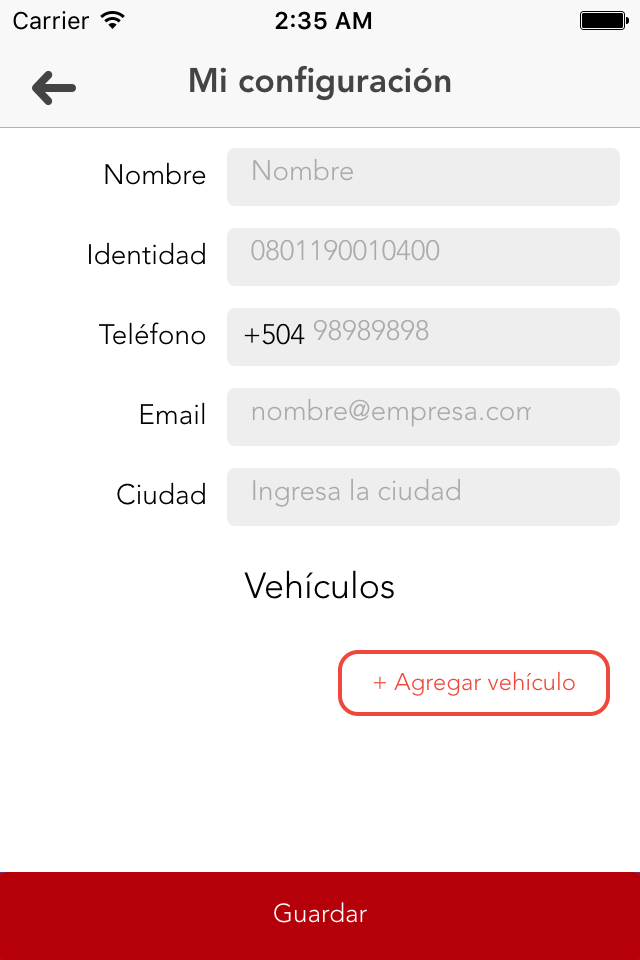 Carrier 2:35 AM
Mi configuración
Nombre Nombre
Identidad 0801190010400
Teléfono +504 98989898
Email nombre@empresa.com
Ciudad Ingresa la ciudad
Vehículos
+ Agregar vehículo
Guardar